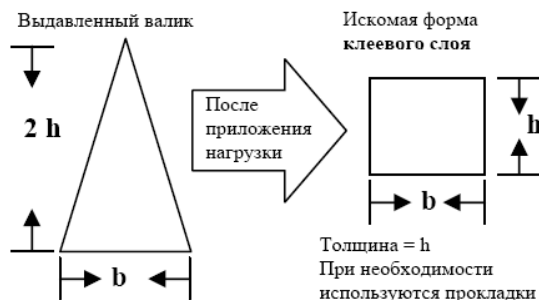 Выдавленный валик
2 h
b
После
приложения
нагрузки
Искомая форма
клеевого слоя
h
b
Толщина = h
При необходимости
используются прокладки